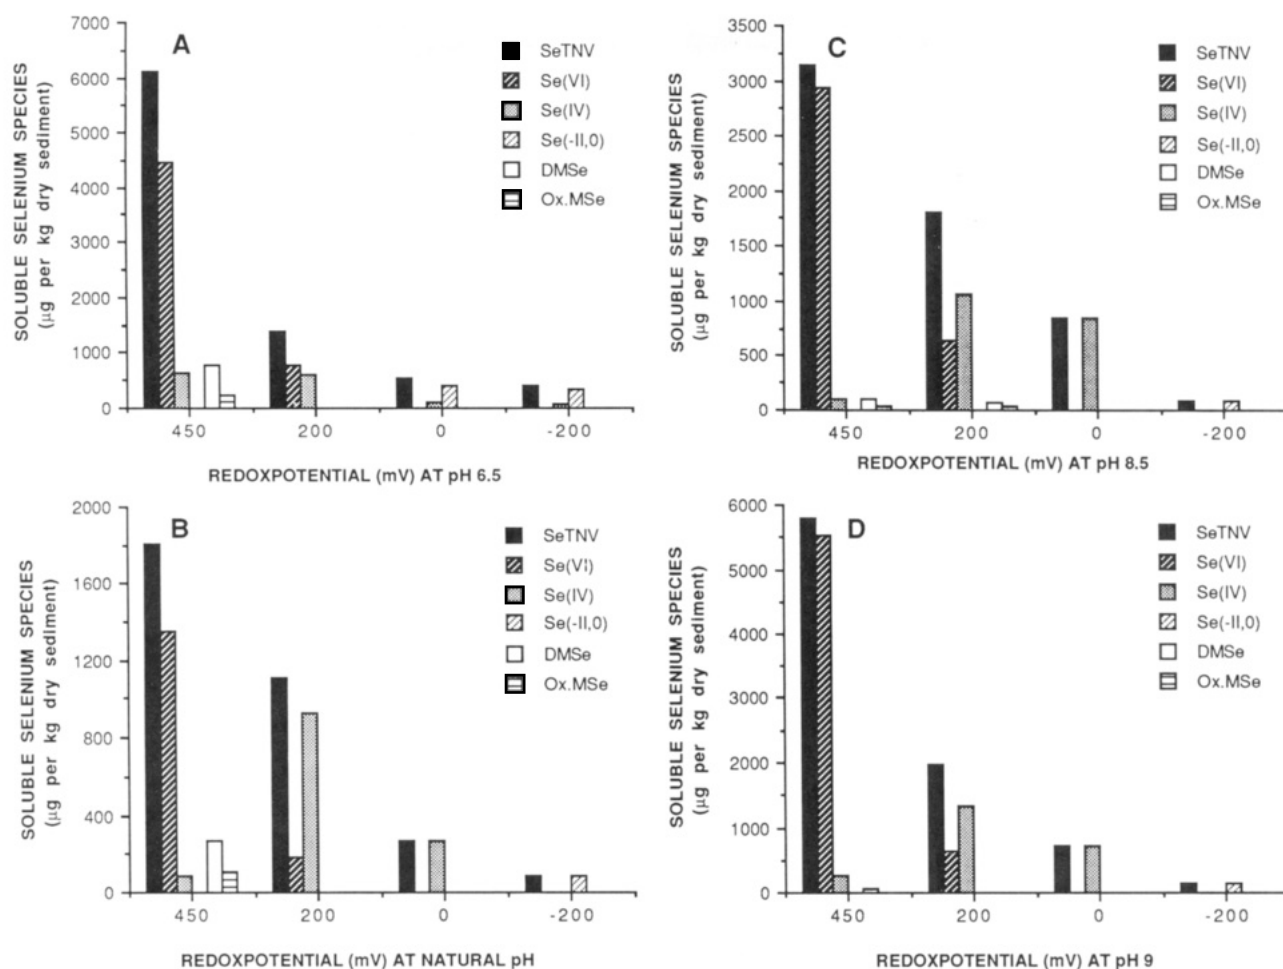 A
SOLUBLE SELENIUM SPECIES
(µg per kg dry sediment)
7000
6000
5000
4000
3000
2000
1000
0
450 200 0 -200
REDOXPOTENTIAL (mV) AT pH 6.5
SeTNV
Se(VI)
Se(IV)
Se(-II,0)
DMSe
Ox.MSe
C
SOLUBLE SELENIUM SPECIES
(µg per kg dry sediment)
3500
3000
2500
2000
1500
1000
500
0
450 200 0 -200
REDOXPOTENTIAL (mV) AT pH 8.5
SeTNV
Se(VI)
Se(IV)
Se(-II,0)
DMSe
Ox.MSe
B
SOLUBLE SELENIUM SPECIES
(µg per kg dry sediment)
2000
1600
1200
800
400
0
450 200 0 -200
REDOXPOTENTIAL (mV) AT NATURAL pH
SeTNV
Se(VI)
Se(IV)
Se(-II,0)
DMSe
Ox.MSe
D
SOLUBLE SELENIUM SPECIES
(µg per kg dry sediment)
6000
5000
4000
3000
2000
1000
0
450 200 0 -200
REDOXPOTENTIAL (mV) AT pH 9
SeTNV
Se(VI)
Se(IV)
Se(-II,0)
DMSe
Ox.MSe